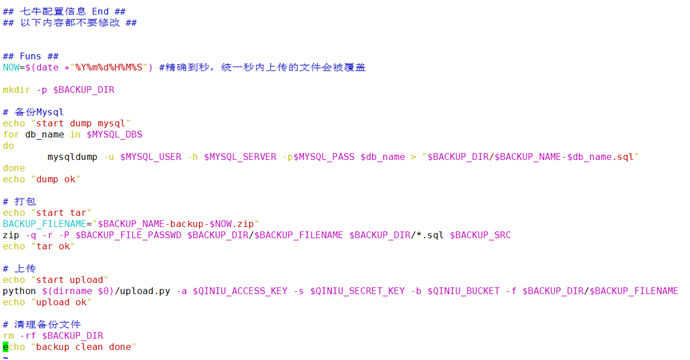 ## 七牛配置信息 End ##
## 以下内容都不要修改 ##
## Funs ##
NOW=$(date +"%Y%m%d%H%M%S") #精确到秒，统一秒内上传的文件会被覆盖
mkdir -p $BACKUP_DIR
# 备份Mysql
echo "start dump mysql"
for db_name in $MYSQL_DBS
do
        mysqldump -u $MYSQL_USER -h $MYSQL_SERVER -p$MYSQL_PASS $db_name > "$BACKUP_DIR/$BACKUP_NAME-$db_name.sql"
done
echo "dump ok"
# 打包
echo "start tar"
BACKUP_FILENAME="$BACKUP_NAME-backup-$NOW.zip"
zip -q -r -P $BACKUP_FILE_PASSWD $BACKUP_DIR/$BACKUP_FILENAME $BACKUP_DIR/*.sql $BACKUP_SRC
echo "tar ok"
# 上传
echo "start upload"
python $(dirname $0)/upload.py -a $QINIU_ACCESS_KEY -s $QINIU_SECRET_KEY -b $QINIU_BUCKET -f $BACKUP_DIR/$BACKUP_FILENAME
echo "upload ok"
# 清理备份文件
rm -rf $BACKUP_DIR
echo "backup clean done"
~